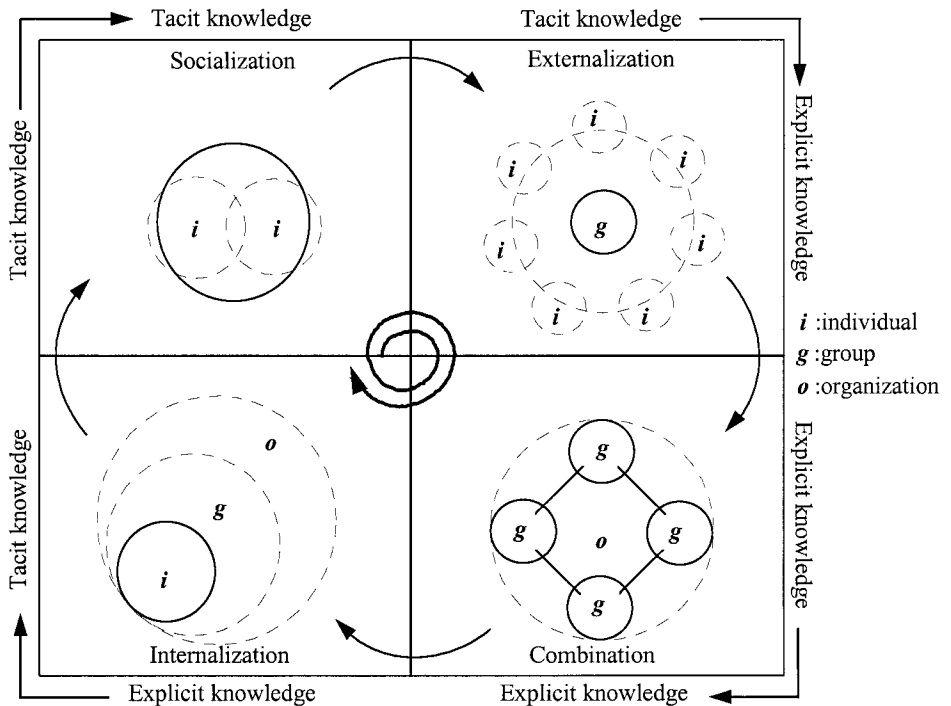 Tacit knowledge
Tacit knowledge
Socialization
Externalization
Tacit knowledge
Explicit knowledge
i
i
i
i
i
i
i
i
i
g
i :individual
g :group
o :organization
Tacit knowledge
Explicit knowledge
o
g
i
g
g
g
g
o
Internalization
Combination
Explicit knowledge
Explicit knowledge